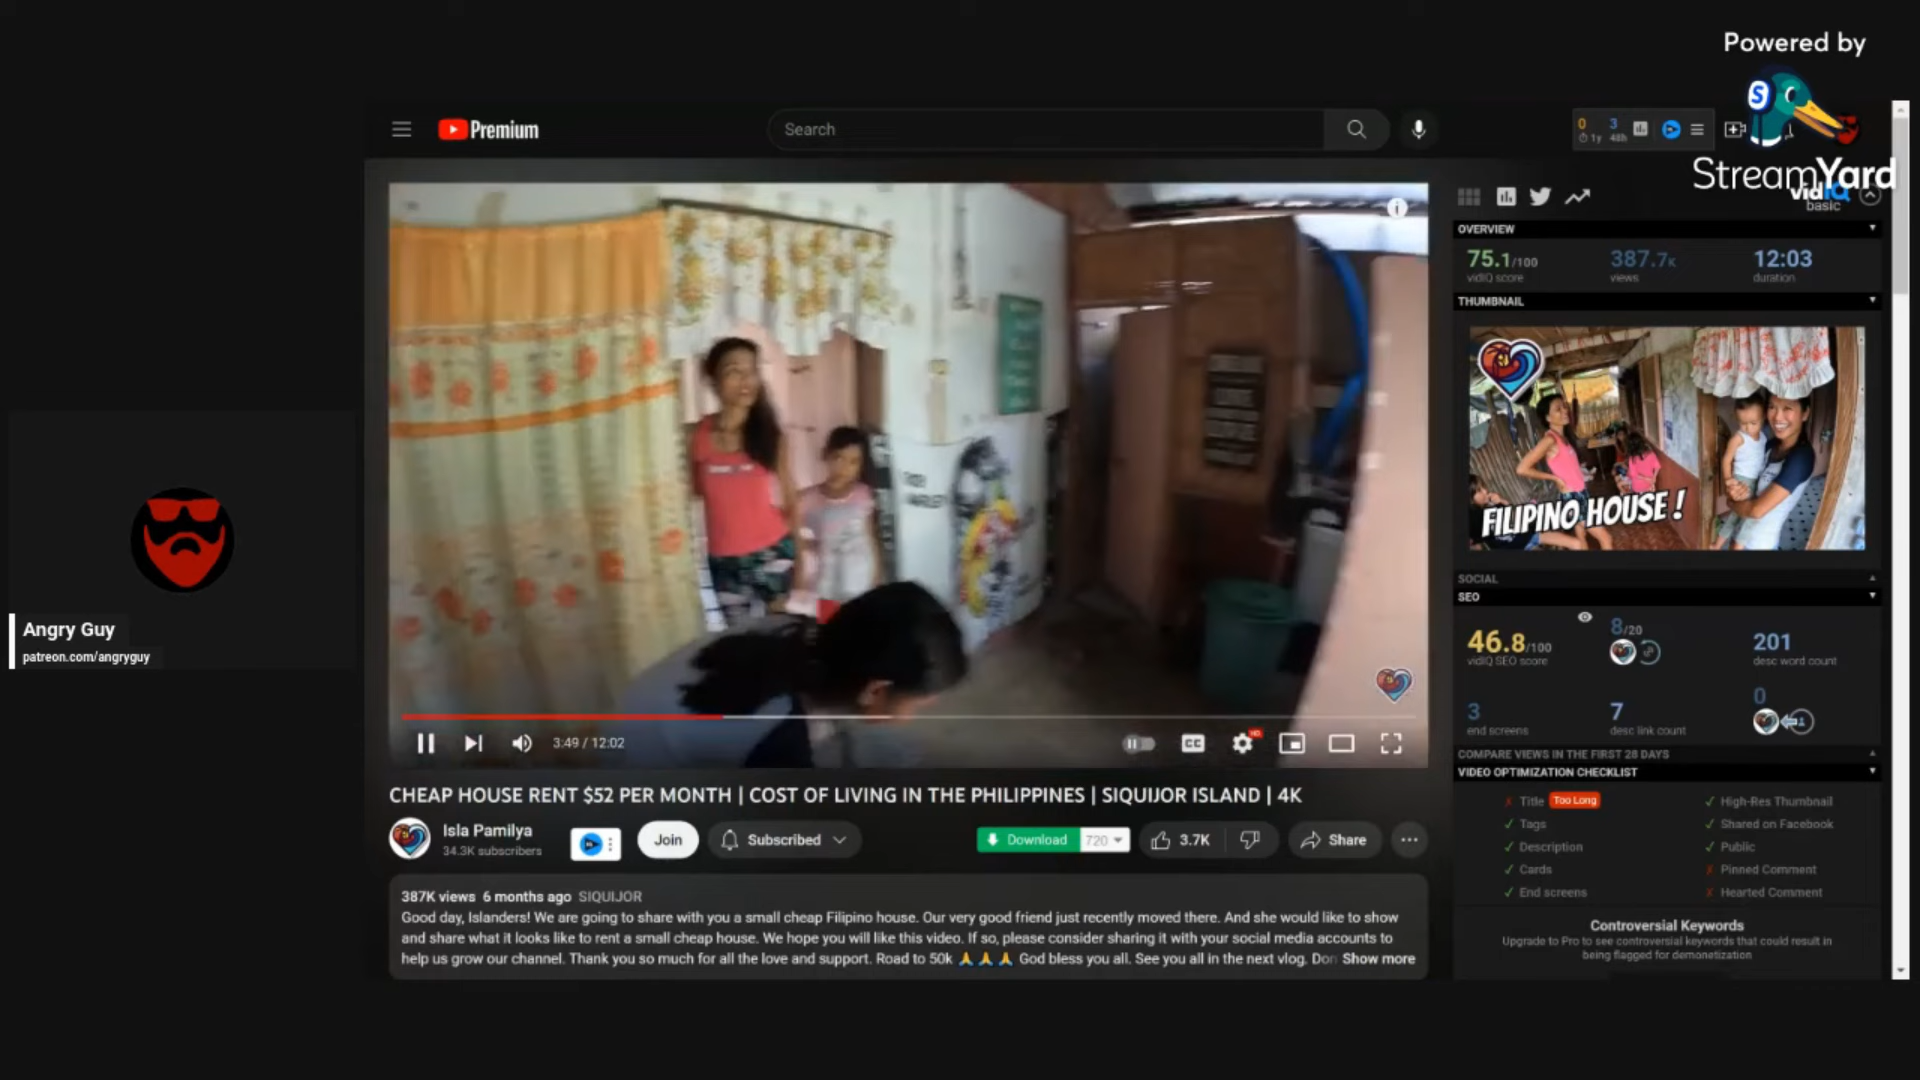 Powered by
StreamYard
Premium
Search
0
1y
3
48h
vidIQ
basic
OVERVIEW
75.1/100
vidIQ score
387.7K
views
12:03
duration
THUMBNAIL
FILIPINO HOUSE !
SOCIAL
SEO
46.8/100
vidIQ SEO score
8/20
201
desc word count
3
end screens
7
desc link count
0
COMPARE VIEWS IN THE FIRST 28 DAYS
VIDEO OPTIMIZATION CHECKLIST
Title Too Long
High-Res Thumbnail
Tags
Shared on Facebook
Description
Public
Cards
Pinned Comment
End screens
Hearted Comment
Controversial Keywords
Upgrade to Pro to see controversial keywords that could result in
being flagged for demonetization
Angry Guy
patreon.com/angryguy
3:49 / 12:02
CC
HD
CHEAP HOUSE RENT $52 PER MONTH | COST OF LIVING IN THE PHILIPPINES | SIQUIJOR ISLAND | 4K
Isla Pamilya
34.3K subscribers
Join
Subscribed
Download
720
3.7K
Share
387K views 6 months ago SIQUIJOR
Good day, Islanders! We are going to share with you a small cheap Filipino house. Our very good friend just recently moved there. And she would like to show
and share what it looks like to rent a small cheap house. We hope you will like this video. If so, please consider sharing it with your social media accounts to
help us grow our channel. Thank you so much for all the love and support. Road to 50k 🙏 🙏 🙏 God bless you all. See you all in the next vlog. Don Show more